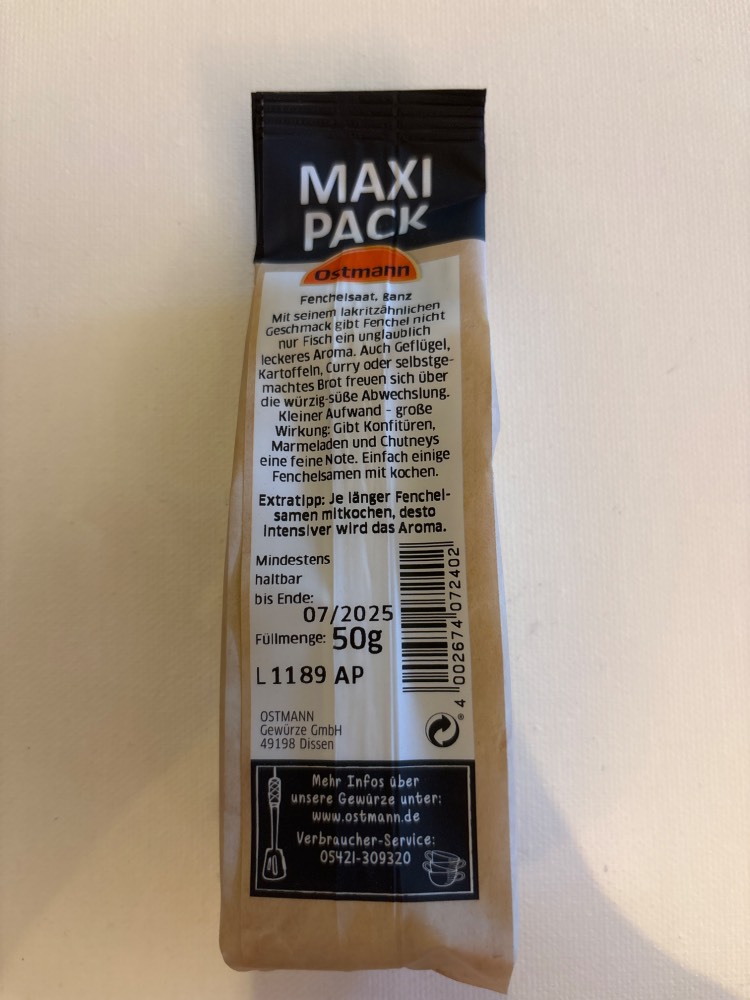 MAXI
PACK
Ostmann
Fenchelsaat, ganz
Mit seinem lakritzähnlichen
Geschmack gibt Fenchel nicht
nur Fisch ein unglaublich
leckeres Aroma. Auch Geflügel,
Kartoffeln, Curry oder selbstge-
machtes Brot freuen sich über
die würzig-süße Abwechslung.
Kleiner Aufwand - große
Wirkung: Gibt Konfitüren,
Marmeladen und Chutneys
eine feine Note. Einfach einige
Fenchelsamen mit kochen.
Extratipp: Je länger Fenchel-
samen mitkochen, desto
intensiver wird das Aroma.
Mindestens
haltbar
bis Ende:
07/2025
Füllmenge: 50g
L 1189 AP
4 002674 072402
OSTMANN
Gewürze GmbH
49198 Dissen
Mehr Infos über
unsere Gewürze unter:
www.ostmann.de
Verbraucher-Service:
05421-309320